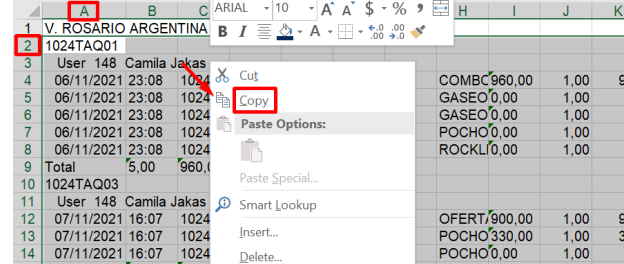 ARIAL 10 A A $ - % 9
A B C H I J K
B I A .00 .00
1 V. ROSARIO ARGENTINA
2 1024TAQ01
3 User 148 Camila Jakas
4 06/11/2021 23:08 1024 COMBO 960,00 1,00 9
5 06/11/2021 23:08 1024 GASEO 0,00 1,00
6 06/11/2021 23:08 1024 GASEO 0,00 1,00
7 06/11/2021 23:08 1024 POCHO 0,00 1,00
8 06/11/2021 23:08 1024 ROCKLI 0,00 1,00
9 Total 5,00 960,0
10 1024TAQ03
11 User 148 Camila Jakas
12 07/11/2021 16:07 1024 OFERT 900,00 1,00 9
13 07/11/2021 16:07 1024 POCHO 330,00 1,00 3
14 07/11/2021 16:07 1024 POCHO 0,00 1,00
Cut
Copy
Paste Options:
Paste Special...
Smart Lookup
Insert...
Delete...